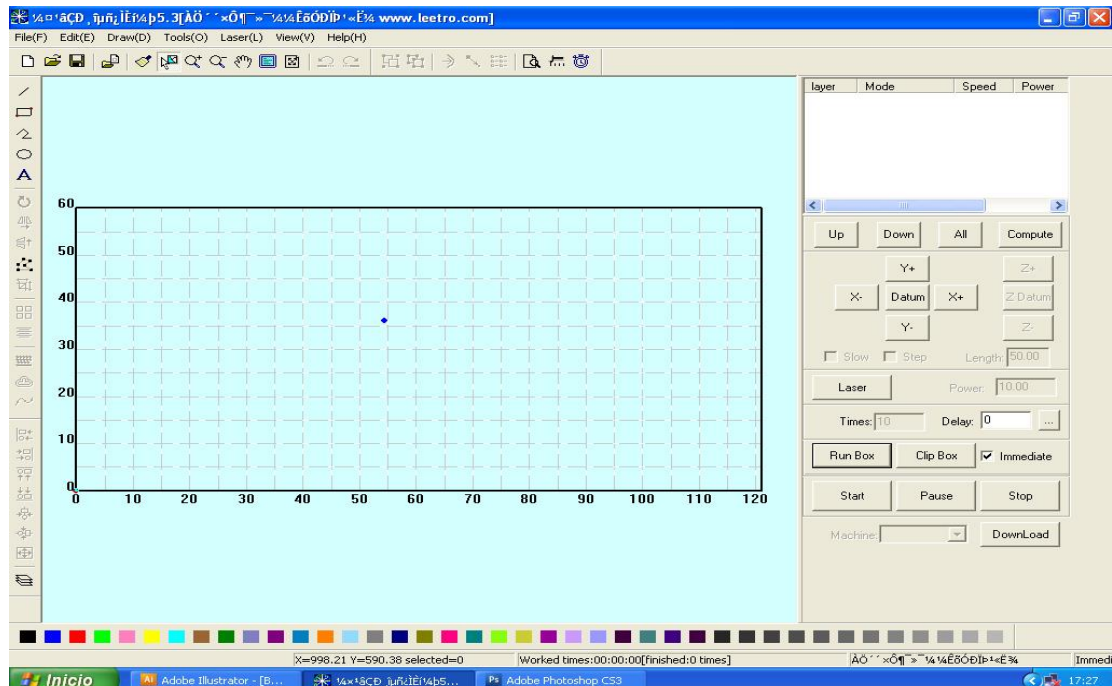 www.leetro.com]
File(F) Edit(E) Draw(D) Tools(O) Laser(L) View(V) Help(H)
layer Mode Speed Power
Up Down All Compute
Y+ Z+
X- Datum X+ Z Datum
Y- Z-
Slow Step Length: 50.00
Laser Power: 10.00
Times: 10 Delay: 0 ...
Run Box Clip Box Immediate
Start Pause Stop
Machine: DownLoad
A
60
50
40
30
20
10
0
0 10 20 30 40 50 60 70 80 90 100 110 120
X=998.21 Y=590.38 selected=0 Worked times:00:00:00[finished:0 times] Immedi
Inicio Ai Adobe Illustrator - [B... Ps Adobe Photoshop CS3 17:27